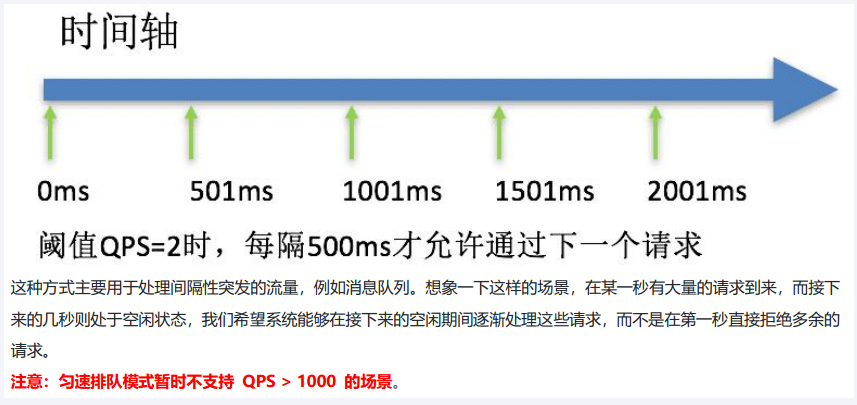 时间轴
0ms 501ms 1001ms 1501ms 2001ms
阈值QPS=2时，每隔500ms才允许通过下一个请求
这种方式主要用于处理间隔性突发的流量，例如消息队列。想象一下这样的场景，在某一秒有大量的请求到来，而接下
来的几秒则处于空闲状态，我们希望系统能够在接下来的空闲期间逐渐处理这些请求，而不是在第一秒直接拒绝多余的
请求。
注意：匀速排队模式暂时不支持 QPS > 1000 的场景。